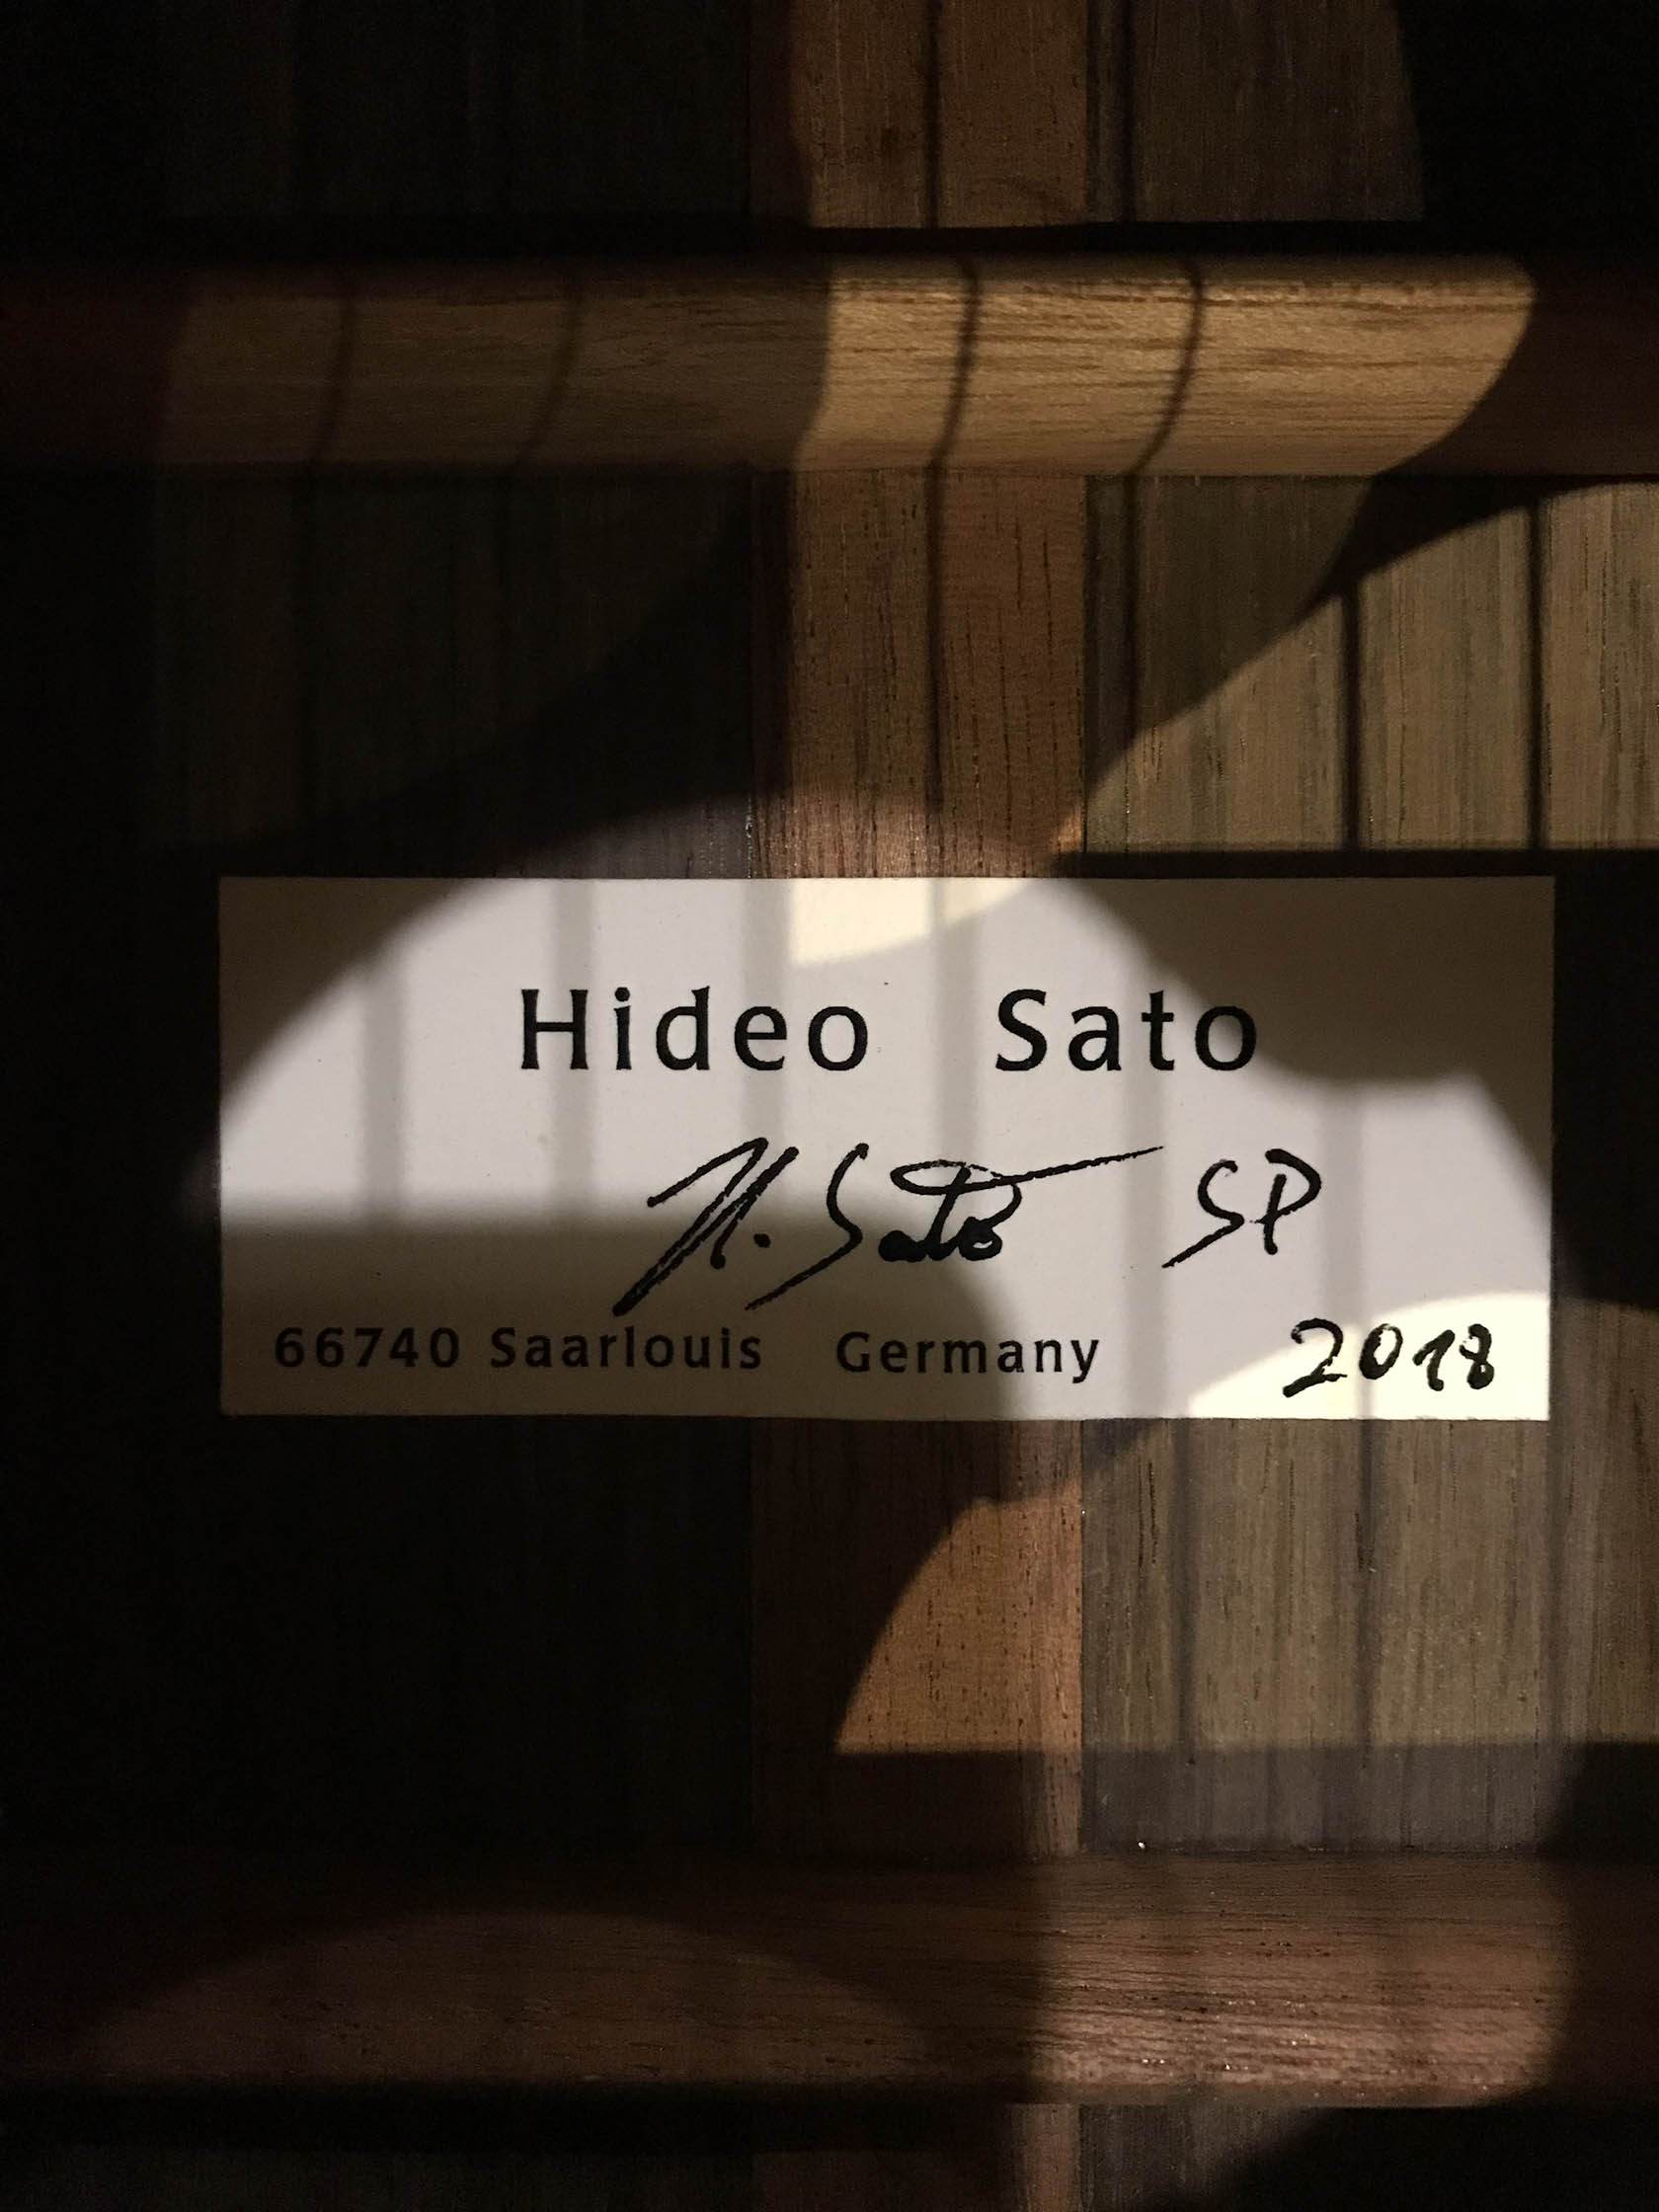 Hideo Sato
H. Sato SP
66740 Saarlouis Germany 2018